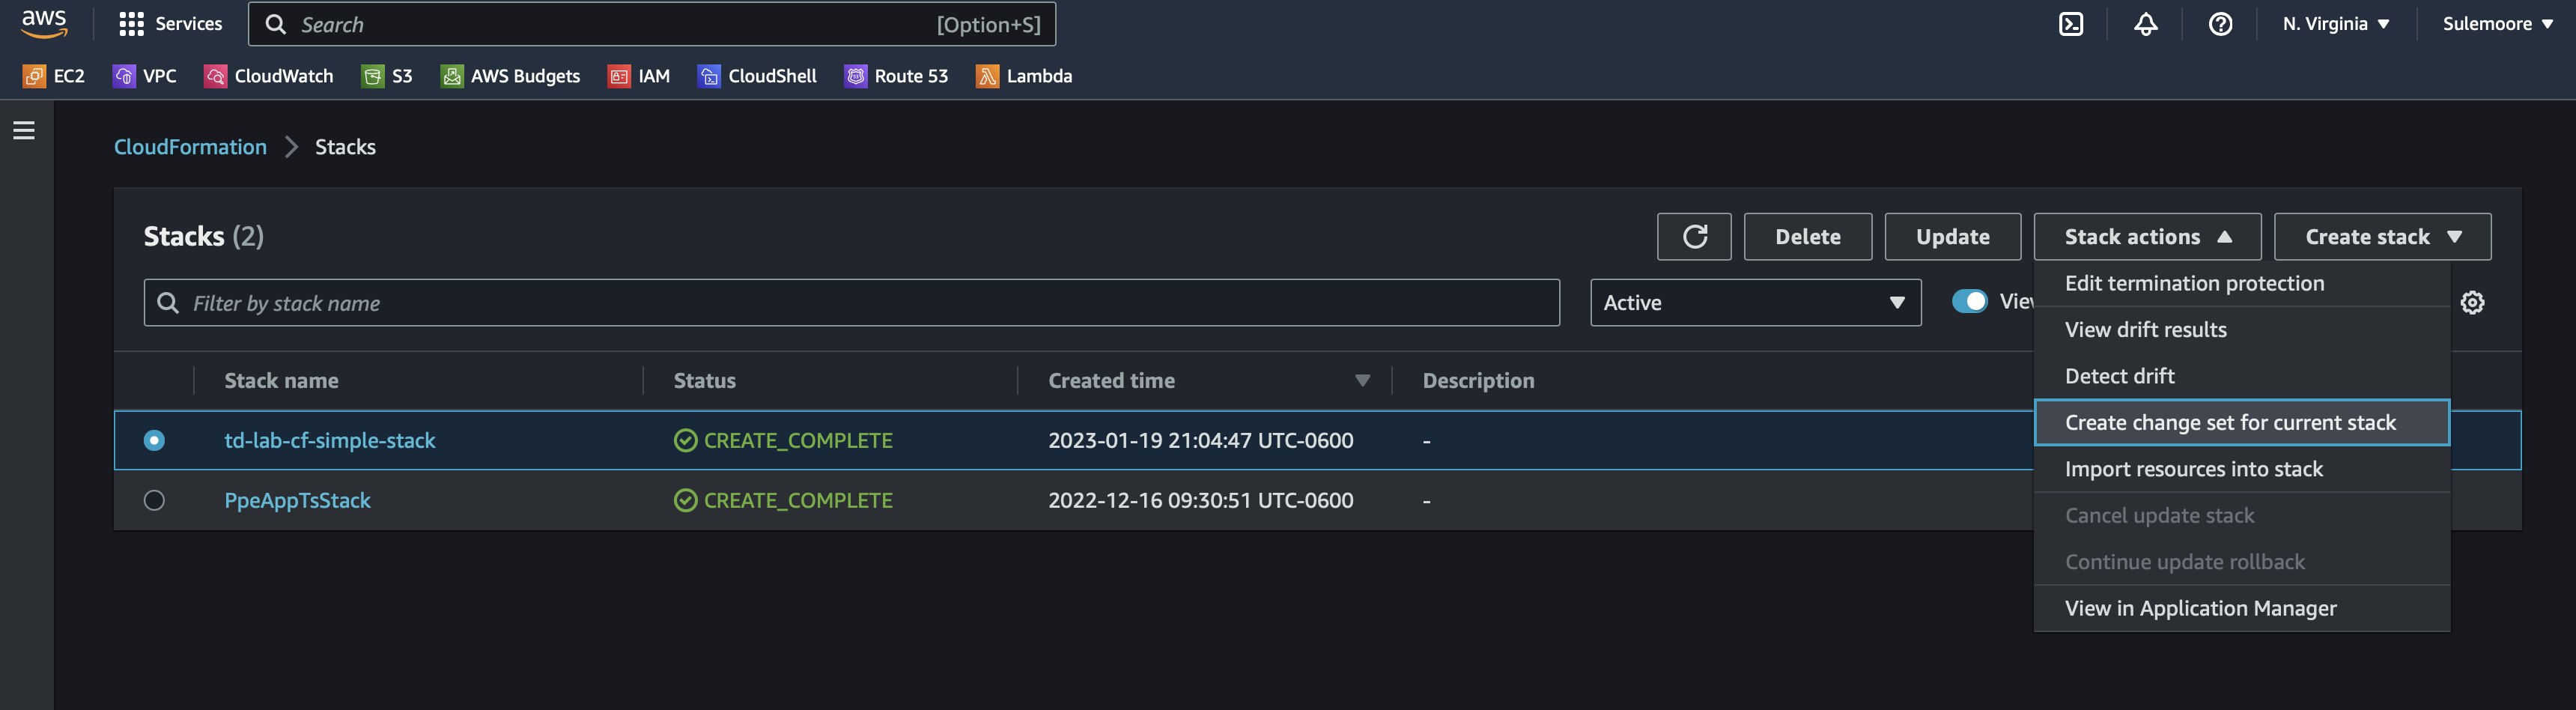 aws
Services
Search
[Option+S]
N. Virginia
Sulemoore
EC2
VPC
CloudWatch
S3
AWS Budgets
IAM
CloudShell
Route 53
Lambda
CloudFormation
Stacks
Stacks (2)
Delete
Update
Stack actions
Create stack
Filter by stack name
Active
Edit termination protection
View drift results
Detect drift
Create change set for current stack
Import resources into stack
Cancel update stack
Continue update rollback
View in Application Manager
Stack name
Status
Created time
Description
td-lab-cf-simple-stack
CREATE_COMPLETE
2023-01-19 21:04:47 UTC-0600
-
PpeAppTsStack
CREATE_COMPLETE
2022-12-16 09:30:51 UTC-0600
-